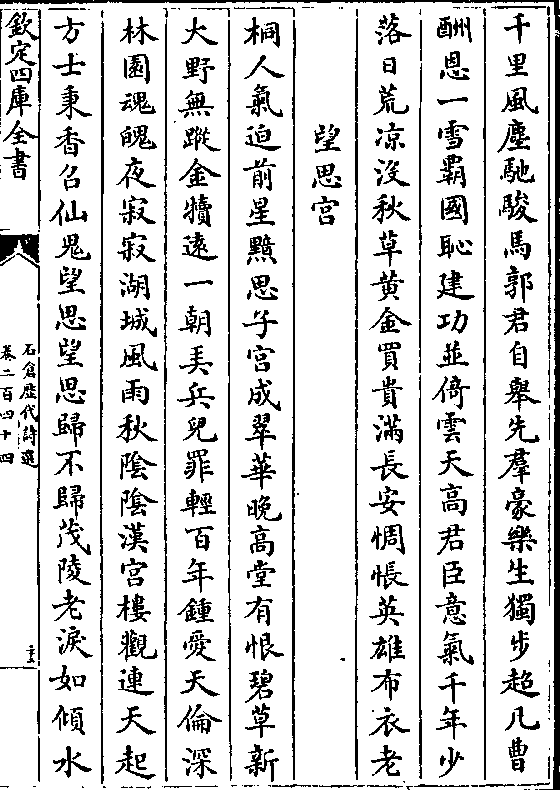 千里風塵馳駿馬郭君自舉先羣豪樂生獨步超凡曹
酬恩一雪霸國恥建功並倚雲天高君臣意氣千年少
落日荒凉沒秋草黄金買貴滿長安惆悵英雄布衣老
望思宫
桐人氣迫前星黯思子宫成翠華晚高堂有恨碧草新
大野無蹤金犢遠一朝弄兵兒罪輕百年鍾愛天倫深
林園魂魄夜寂寂湖城風雨秋陰陰漢宫樓觀連天起
方士秉香召仙鬼望思望思歸不歸茂陵老淚如傾水
欽定四庫全書
石倉歴代詩選
卷二百四十四